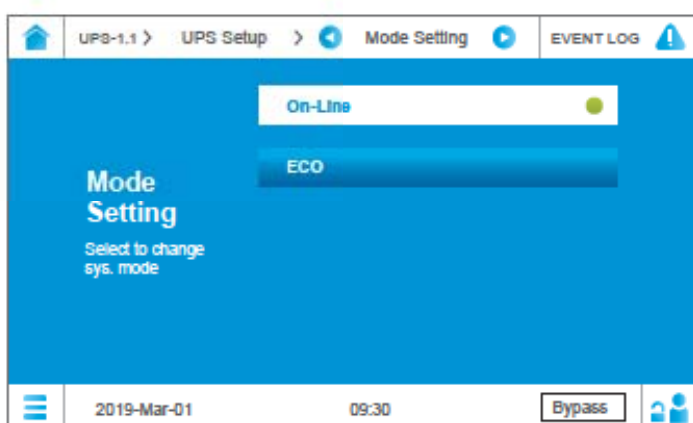 UPS-1.1 > UPS Setup > Mode Setting EVENT LOG
On-Line
ECO
Mode
Setting
Select to change
sys. mode
2019-Mar-01 09:30 Bypass